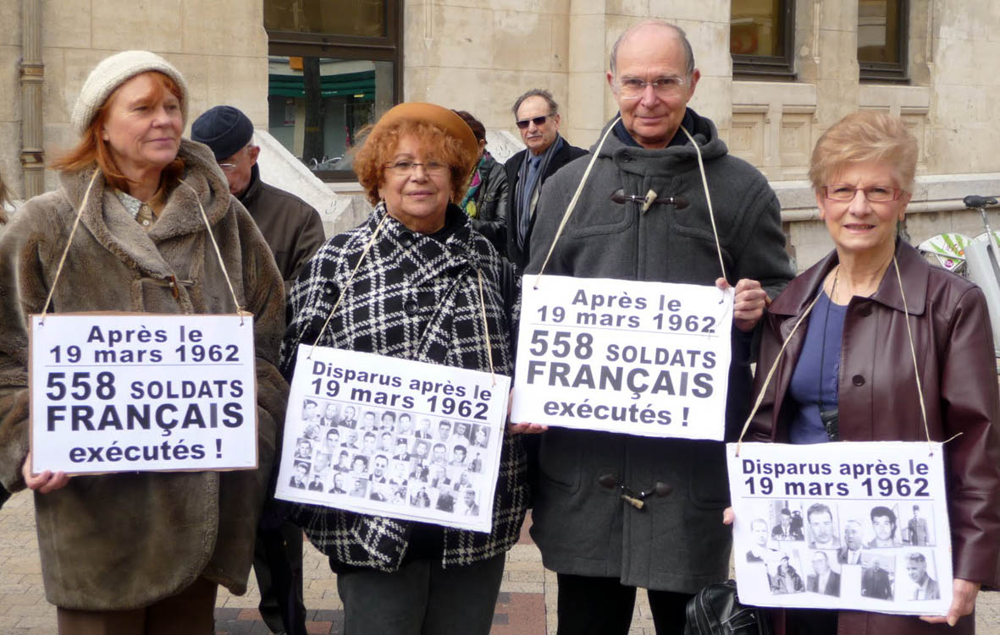 Après le
19 mars 1962
558 SOLDATS
FRANÇAIS
exécutés !
Disparus après le
19 mars 1962
Après le
19 mars 1962
558 SOLDATS
FRANÇAIS
exécutés !
Disparus après le
19 mars 1962